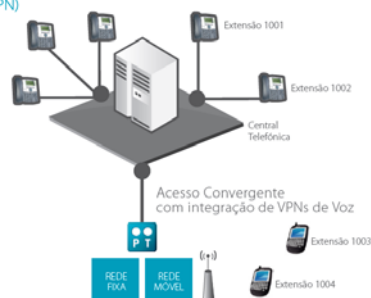 PN)
Extensão 1001
Extensão 1002
Central
Telefónica
Acesso Convergente
com integração de VPNs de Voz
PT
Extensão 1003
REDE
FIXA
REDE
MÓVEL
Extensão 1004